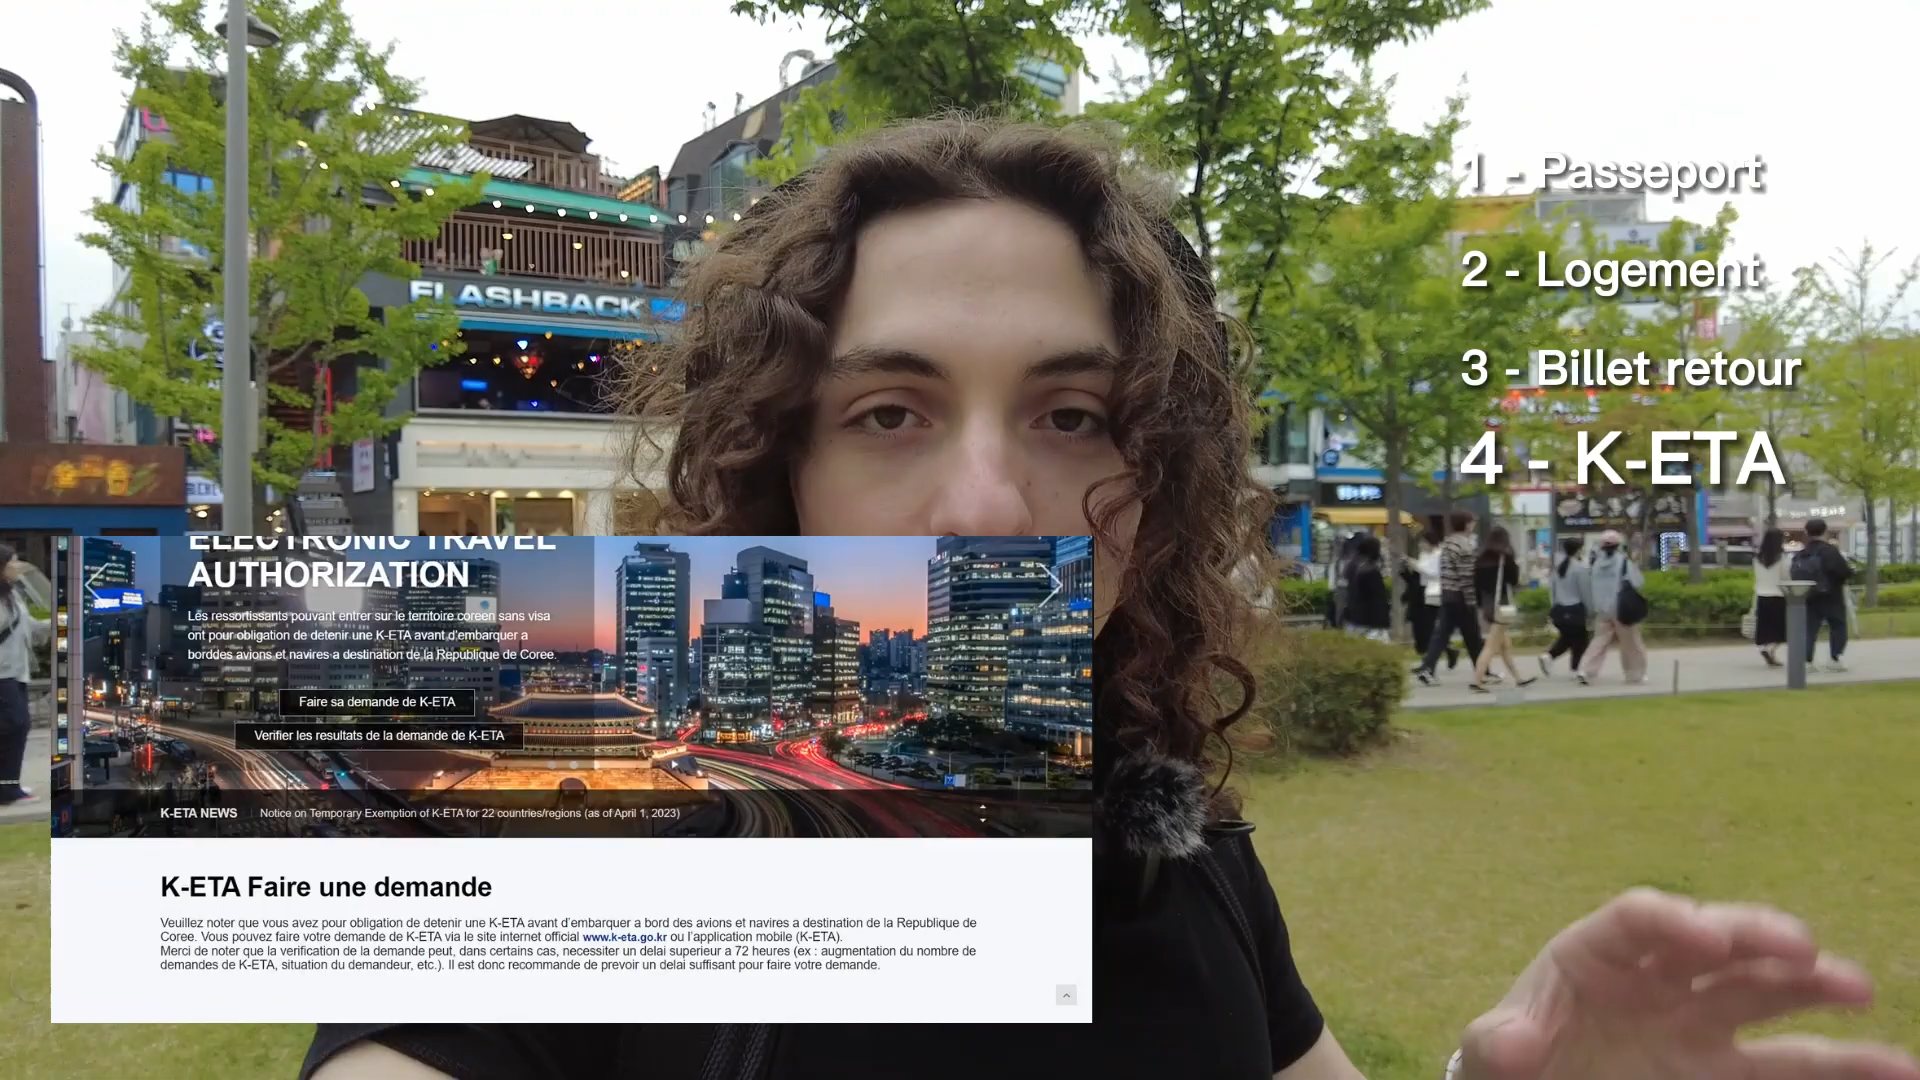 1 - Passeport
2 - Logement
3 - Billet retour
4 - K-ETA
FLASHBACK
ELECTRONIC TRAVEL
AUTHORIZATION
Les ressortissants pouvant entrer sur le territoire coreen sans visa
ont pour obligation de detenir une K-ETA avant d'embarquer a
borddes avions et navires a destination de la Republique de Coree.
Faire sa demande de K-ETA
Verifier les resultats de la demande de K-ETA
K-ETA NEWS Notice on Temporary Exemption of K-ETA for 22 countries/regions (as of April 1, 2023)
K-ETA Faire une demande
Veuillez noter que vous avez pour obligation de detenir une K-ETA avant d'embarquer a bord des avions et navires a destination de la Republique de
Coree. Vous pouvez faire votre demande de K-ETA via le site internet official www.k-eta.go.kr ou l'application mobile (K-ETA).
Merci de noter que la verification de la demande peut, dans certains cas, necessiter un delai superieur a 72 heures (ex : augmentation du nombre de
demandes de K-ETA, situation du demandeur, etc.). Il est donc recommande de prevoir un delai suffisant pour faire votre demande.